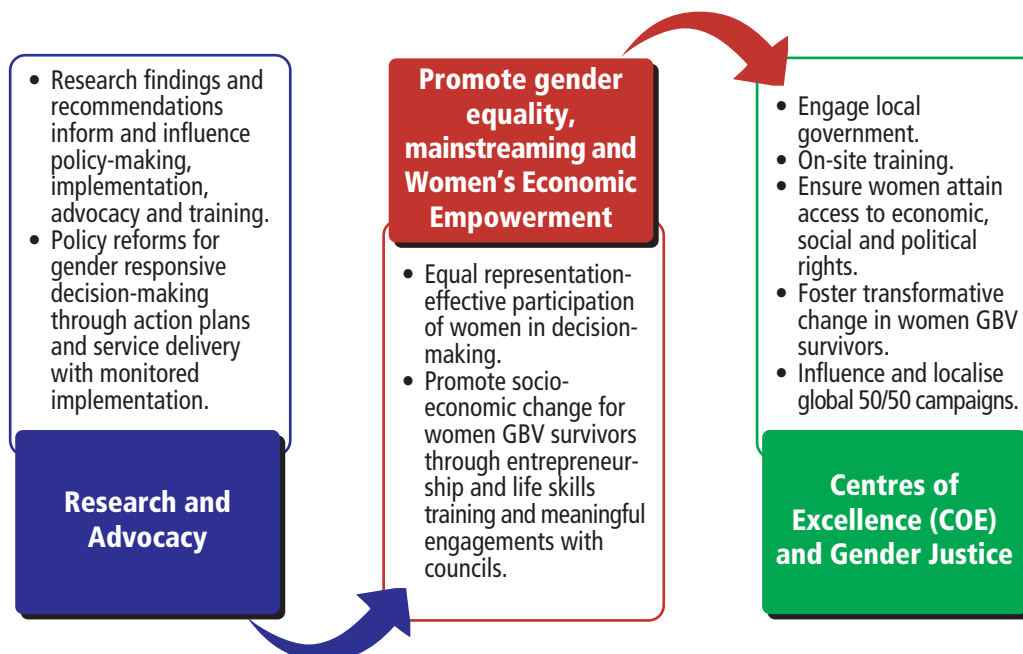 • Research findings and
recommendations
inform and influence
policy-making,
implementation,
advocacy and training.
• Policy reforms for
gender responsive
decision-making
through action plans
and service delivery
with monitored
implementation.
Research and
Advocacy
Promote gender
equality,
mainstreaming and
Women’s Economic
Empowerment
• Equal representation-
effective participation
of women in decision-
making.
• Promote socio-
economic change for
women GBV survivors
through entrepreneur-
ship and life skills
training and meaningful
engagements with
councils.
• Engage local
government.
• On-site training.
• Ensure women attain
access to economic,
social and political
rights.
• Foster transformative
change in women GBV
survivors.
• Influence and localise
global 50/50 campaigns.
Centres of
Excellence (COE)
and Gender Justice